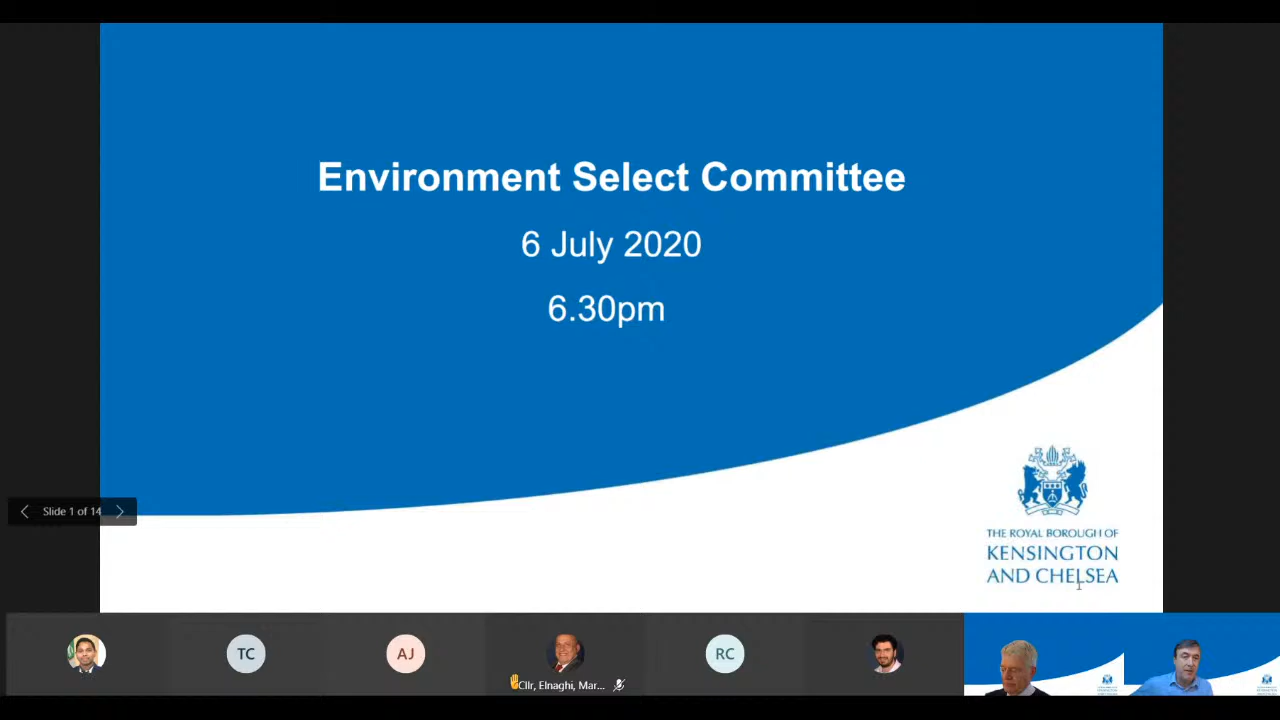 Environment Select Committee
6 July 2020
6.30pm
Slide 1 of 14
THE ROYAL BOROUGH OF
KENSINGTON
AND CHELSEA
TC
AJ
RC
Cllr, Elnaghi, Mar...